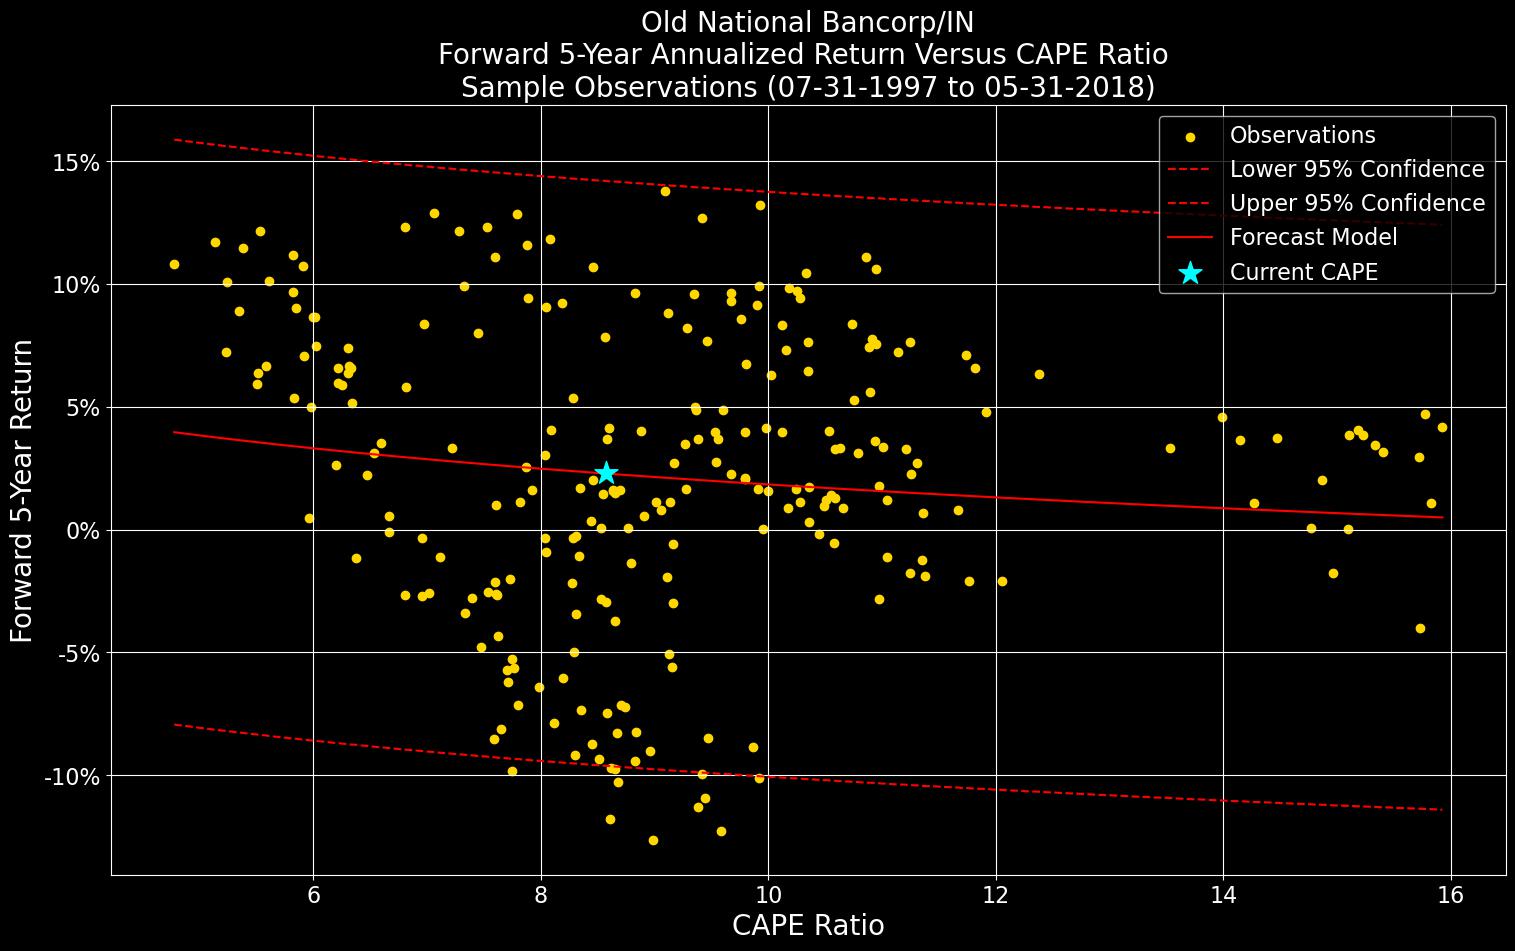 Old National Bancorp/IN
Forward 5-Year Annualized Return Versus CAPE Ratio
Sample Observations (07-31-1997 to 05-31-2018)
Observations
Lower 95% Confidence
Upper 95% Confidence
Forecast Model
Current CAPE
Forward 5-Year Return
15%
10%
5%
0%
-5%
-10%
6 8 10 12 14 16
CAPE Ratio